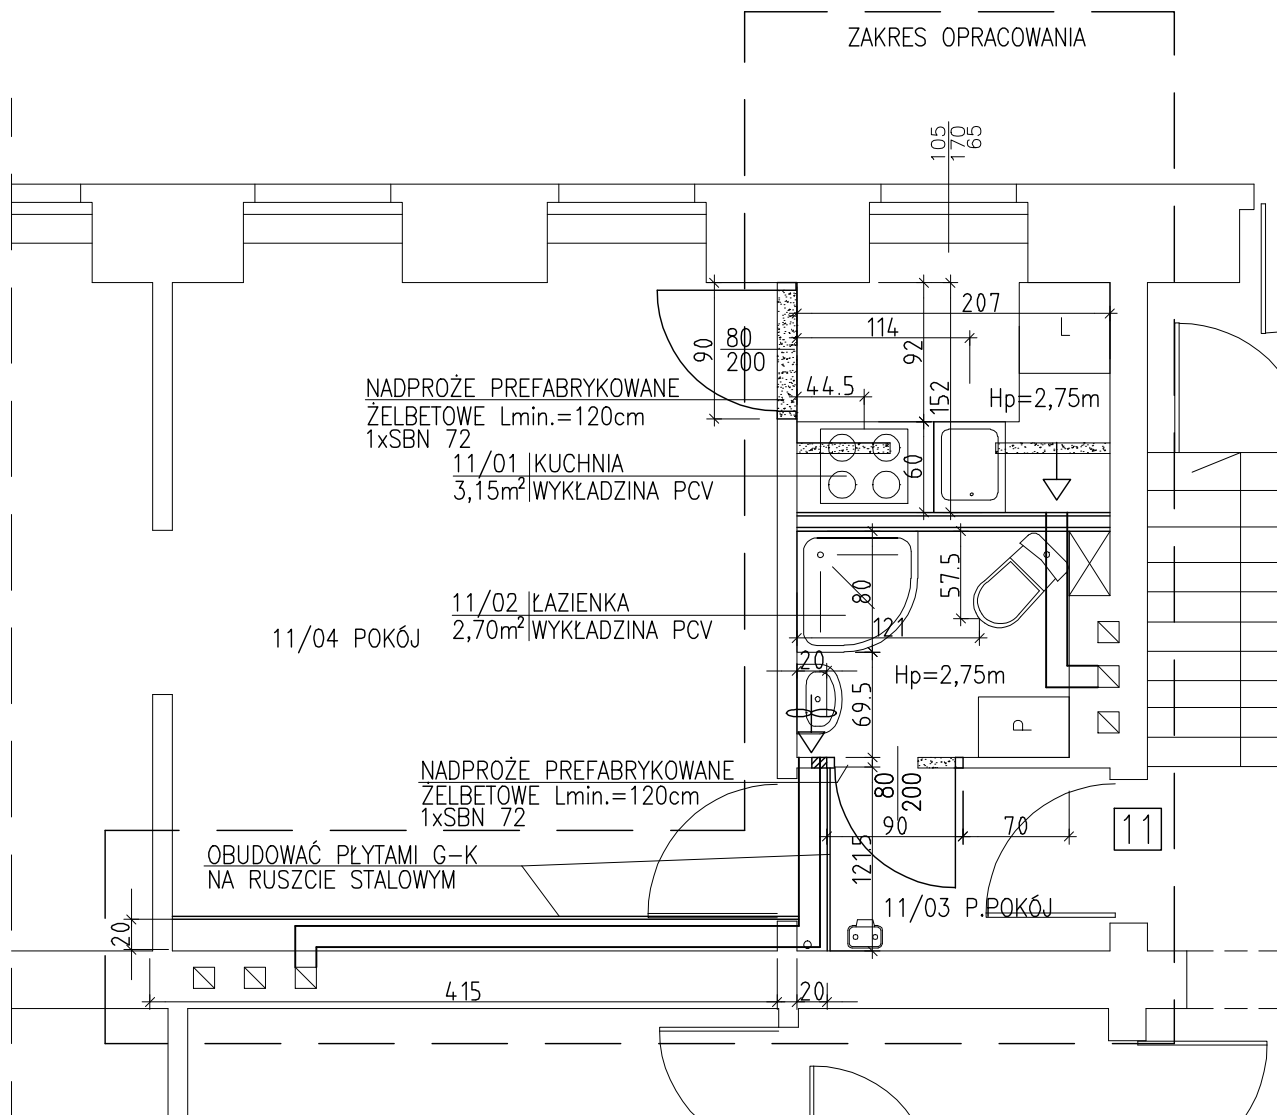 ZAKRES OPRACOWANIA
105
170
65
207
114
L
92
90
80
200
152
44.5
Hp=2,75m
NADPROŻE PREFABRYKOWANE
ŻELBETOWE Lmin.=120cm
1xSBN 72
11/01 KUCHNIA
3,15m² WYKŁADZINA PCV
60
57.5
80
11/02 ŁAZIENKA
2,70m² WYKŁADZINA PCV
121
11/04 POKÓJ
20
Hp=2,75m
69.5
P
NADPROŻE PREFABRYKOWANE
ŻELBETOWE Lmin.=120cm
1xSBN 72
80
200
90
70
11
OBUDOWAĆ PŁYTAMI G-K
NA RUSZCIE STALOWYM
121.5
11/03 P.POKÓJ
20
415
20